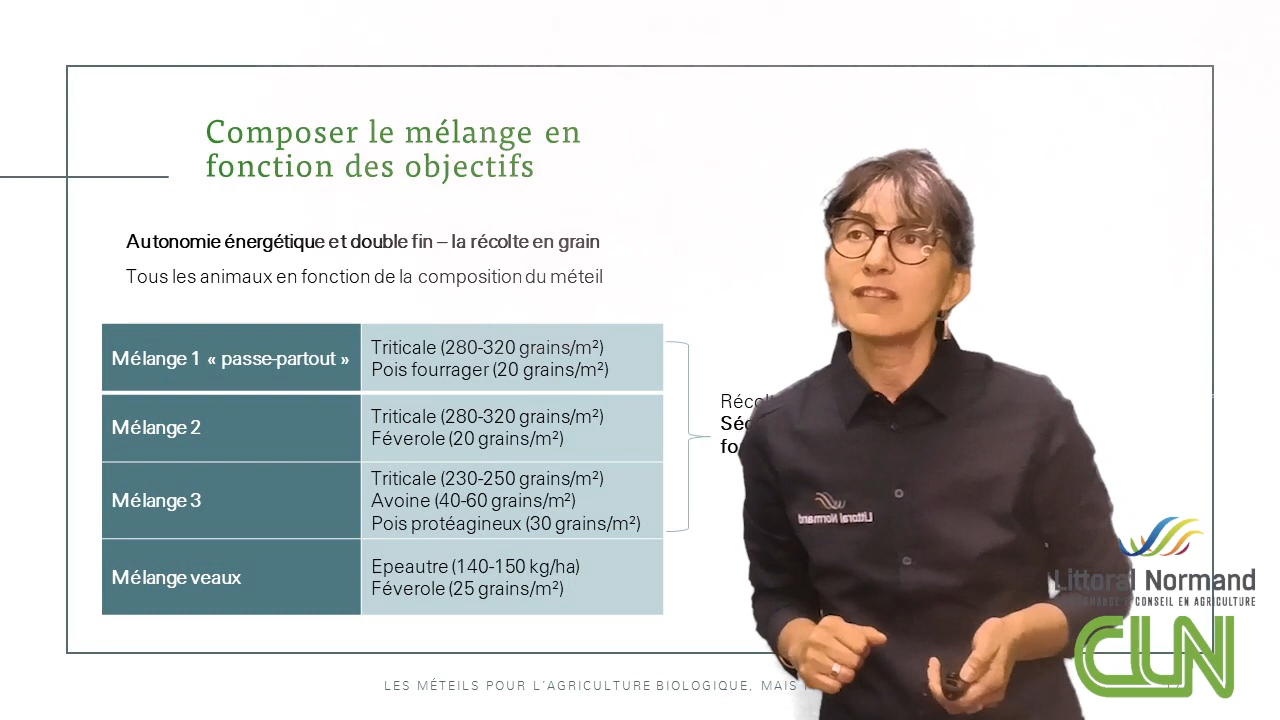 Composer le mélange en
fonction des objectifs
Autonomie énergétique et double fin – la récolte en grain
Tous les animaux en fonction de la composition du méteil
Mélange 1 « passe-partout »
Triticale (280-320 grains/m²)
Pois fourrager (20 grains/m²)
Mélange 2
Triticale (280-320 grains/m²)
Féverole (20 grains/m²)
Mélange 3
Triticale (230-250 grains/m²)
Avoine (40-60 grains/m²)
Pois protéagineux (30 grains/m²)
Mélange veaux
Epeautre (140-150 kg/ha)
Féverole (25 grains/m²)
Littoral Normand
Littoral Normand
CONSEIL EN AGRICULTURE
CLN
LES MÉTEILS POUR L'AGRICULTURE BIOLOGIQUE, MAIS